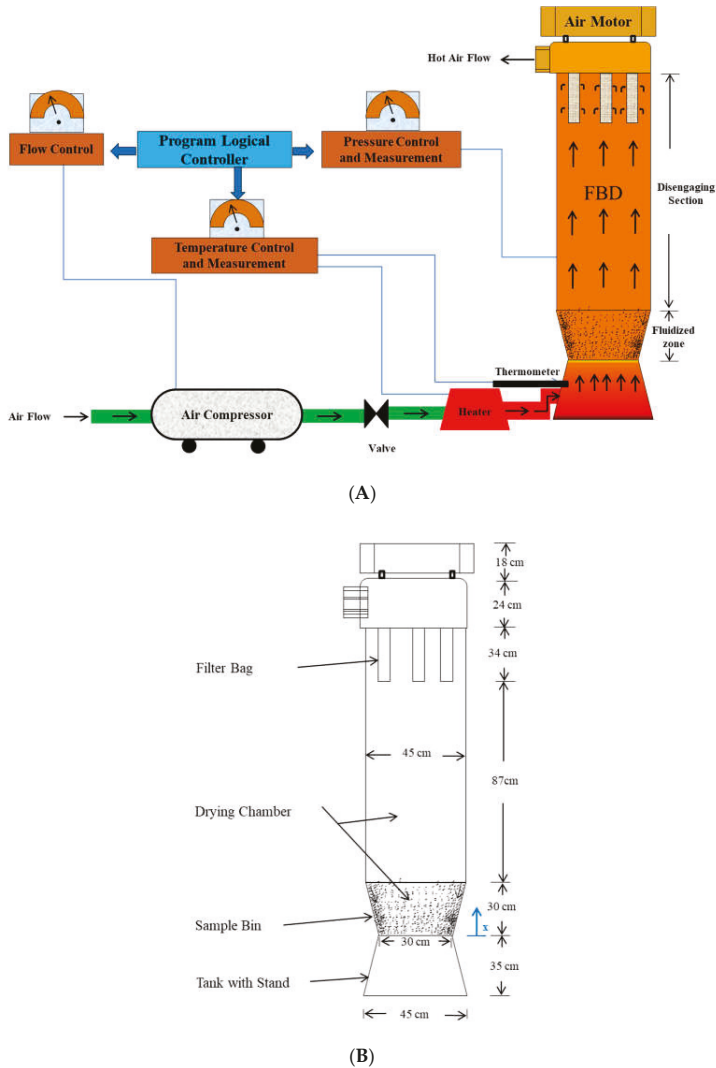 Air Motor
Hot Air Flow
Flow Control
Program Logical
Controller
Pressure Control
and Measurement
FBD
Disengaging
Section
Temperature Control
and Measurement
Fluidized
zone
Thermometer
Air Flow
Air Compressor
Heater
Valve
(A)
18 cm
24 cm
34 cm
Filter Bag
45 cm
87cm
Drying Chamber
30 cm
Sample Bin
x
30 cm
35 cm
Tank with Stand
45 cm
(B)